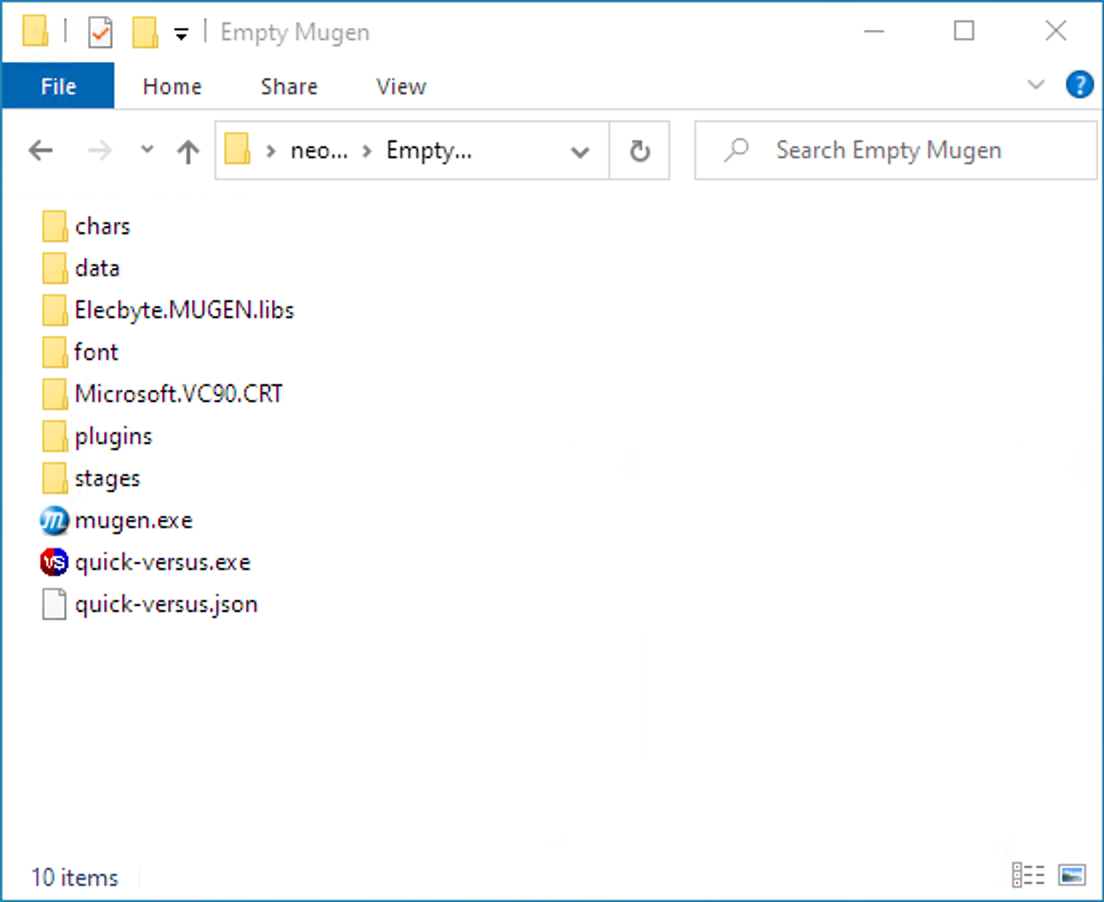 Empty Mugen
File Home Share View
neo... Empty... Search Empty Mugen
chars
data
Elecbyte.MUGEN.libs
font
Microsoft.VC90.CRT
plugins
stages
mugen.exe
quick-versus.exe
quick-versus.json
10 items